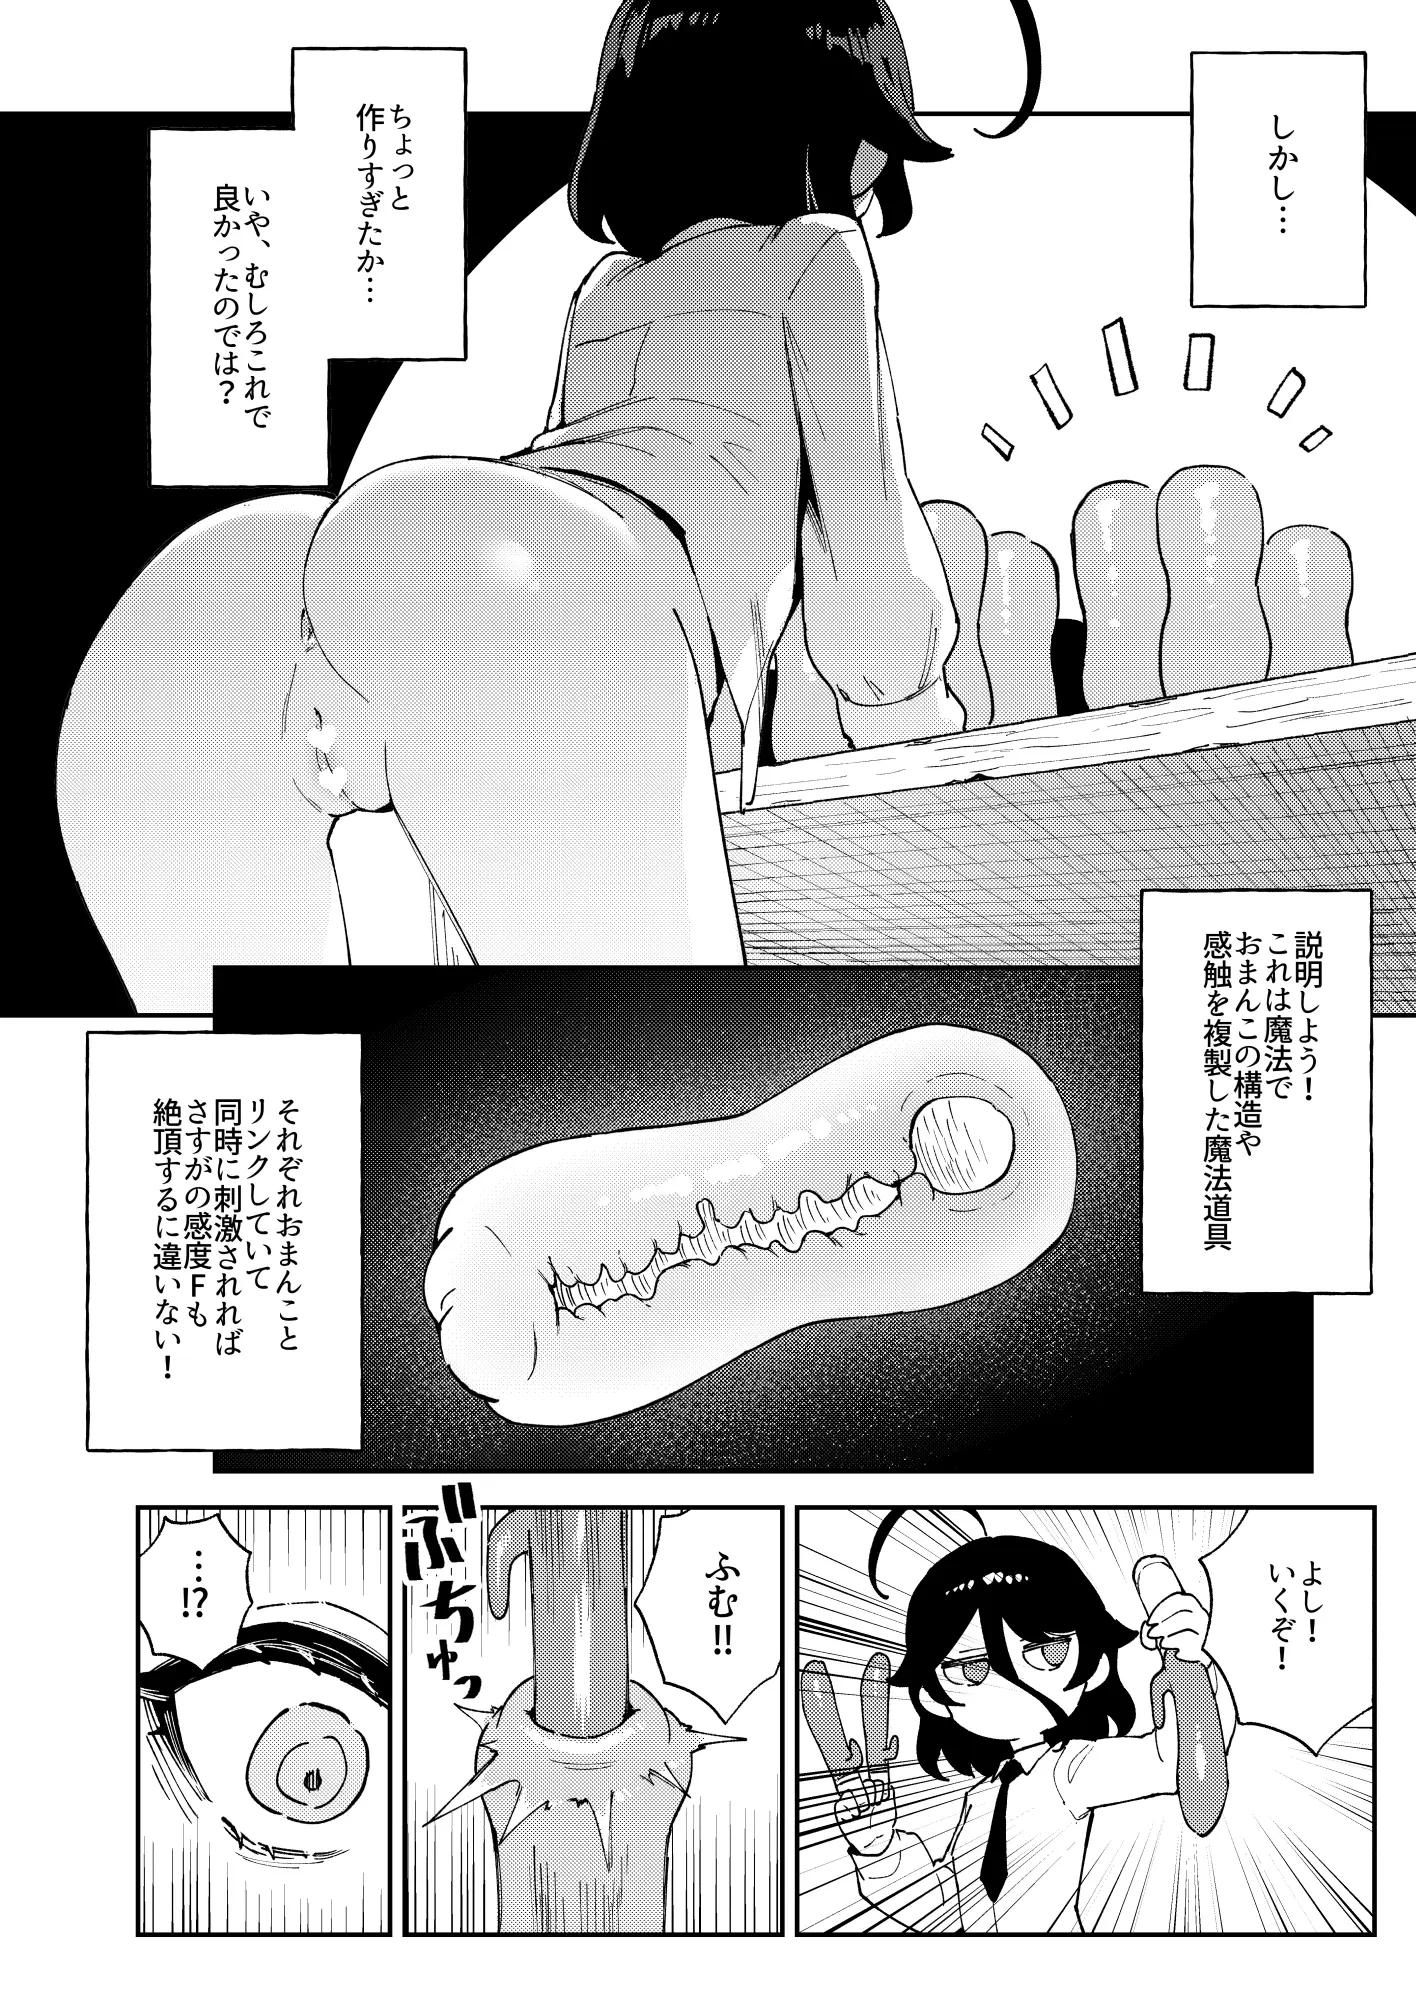 しかし…
ちょっと
作りすぎたか…
いや、むしろこれで
良かったのでは？
説明しよう！
これは魔法で
おまんこの構造や
感触を複製した魔法道具
それぞれおまんこと
リンクしていて
同時に刺激されれば
さすがの感度Fも
絶頂するに違いない！
よし！
いくぞ！
ふむ!!
ぶちゅっ
…!?